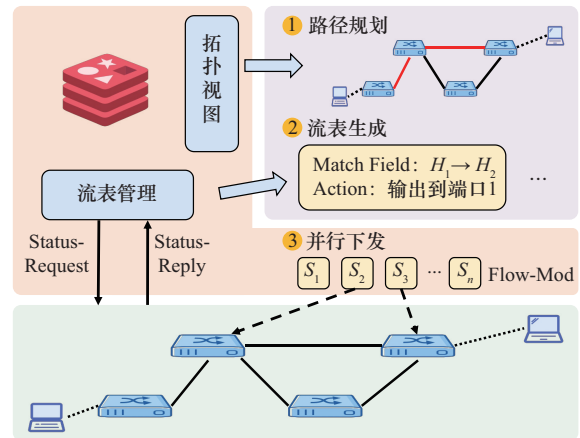 拓扑视图
① 路径规划
② 流表生成
Match Field：H₁→ H₂
Action：输出到端口1
…
流表管理
Status-
Request
Status-
Reply
③ 并行下发
S₁ S₂ S₃ … Sₙ Flow-Mod